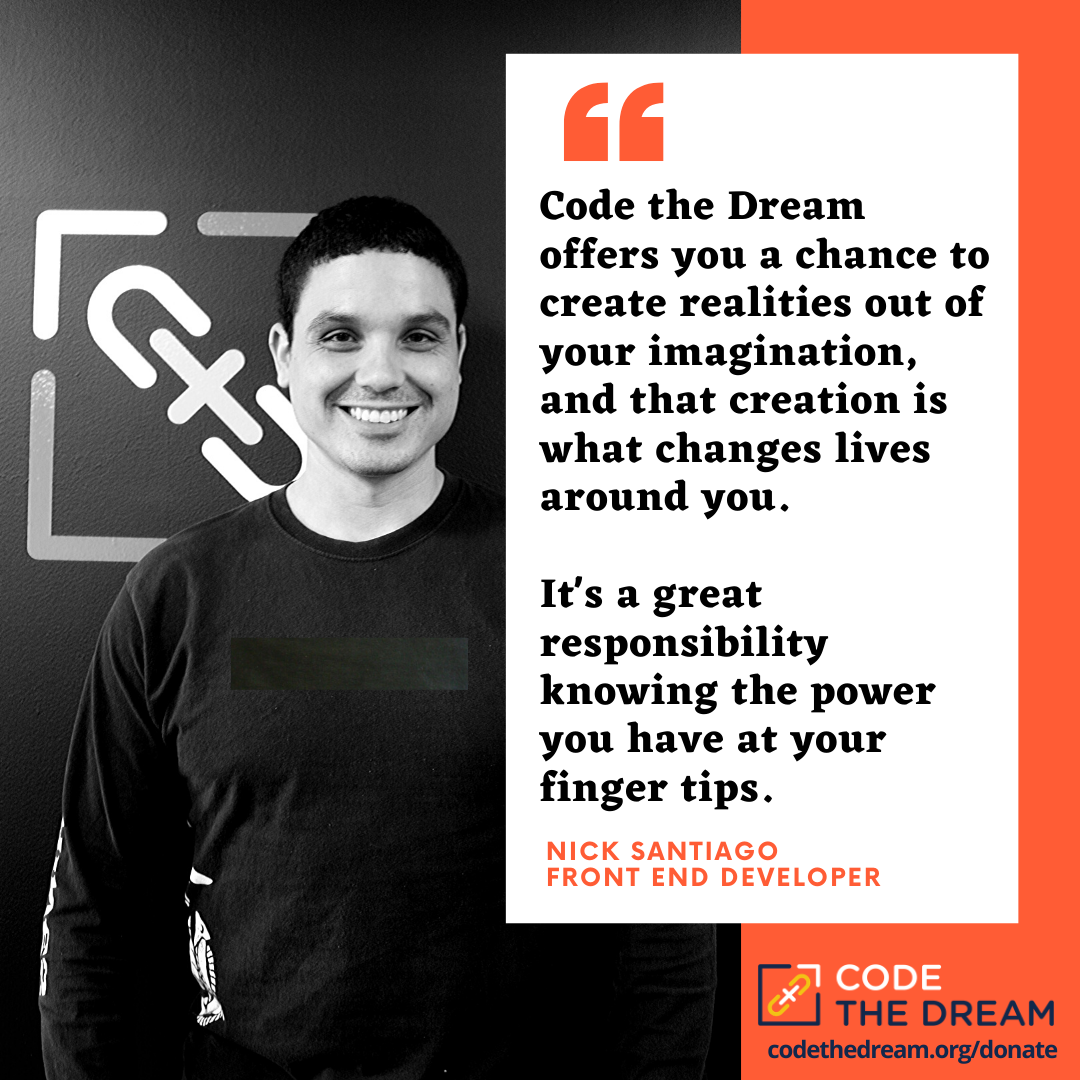 Code the Dream
offers you a chance to
create realities out of
your imagination,
and that creation is
what changes lives
around you.
It's a great
responsibility
knowing the power
you have at your
finger tips.
NICK SANTIAGO
FRONT END DEVELOPER
CODE
THE DREAM
codethedream.org/donate